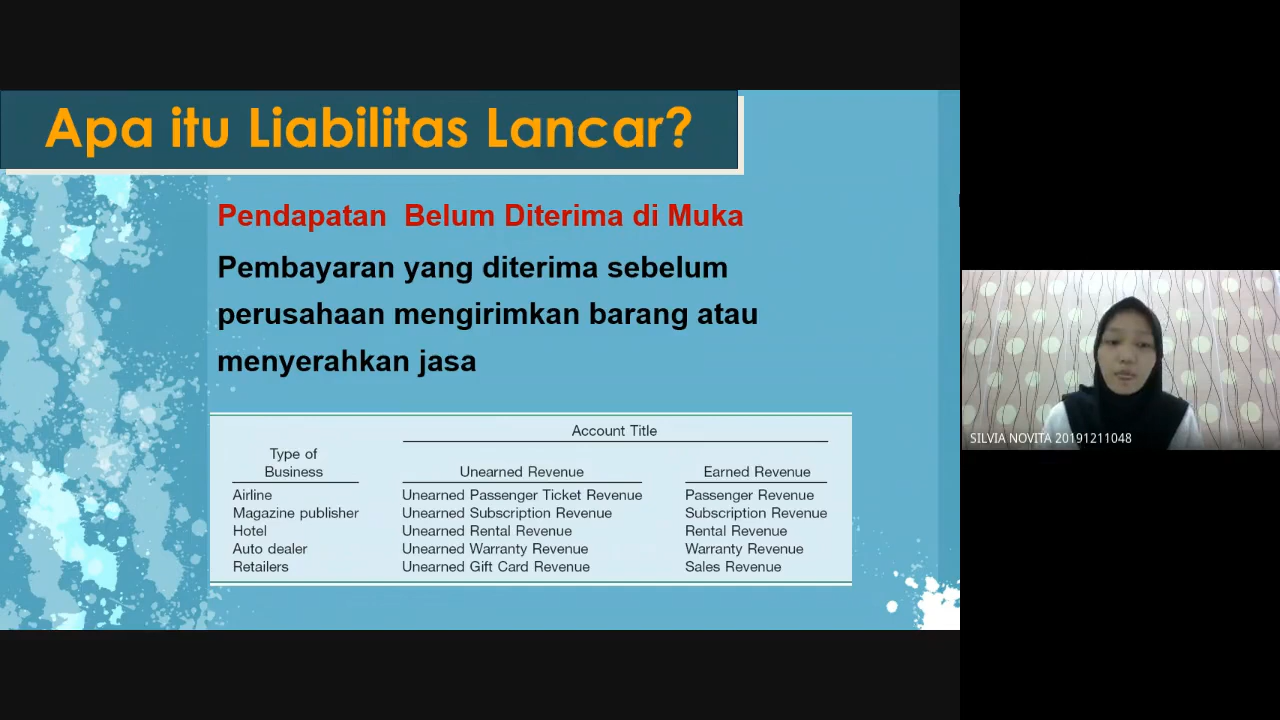 Apa itu Liabilitas Lancar?
Pendapatan Belum Diterima di Muka
Pembayaran yang diterima sebelum
perusahaan mengirimkan barang atau
menyerahkan jasa
Account Title
Type of
Business
Unearned Revenue
Earned Revenue
Airline Unearned Passenger Ticket Revenue Passenger Revenue
Magazine publisher Unearned Subscription Revenue Subscription Revenue
Hotel Unearned Rental Revenue Rental Revenue
Auto dealer Unearned Warranty Revenue Warranty Revenue
Retailers Unearned Gift Card Revenue Sales Revenue
SILVIA NOVITA 20191211048